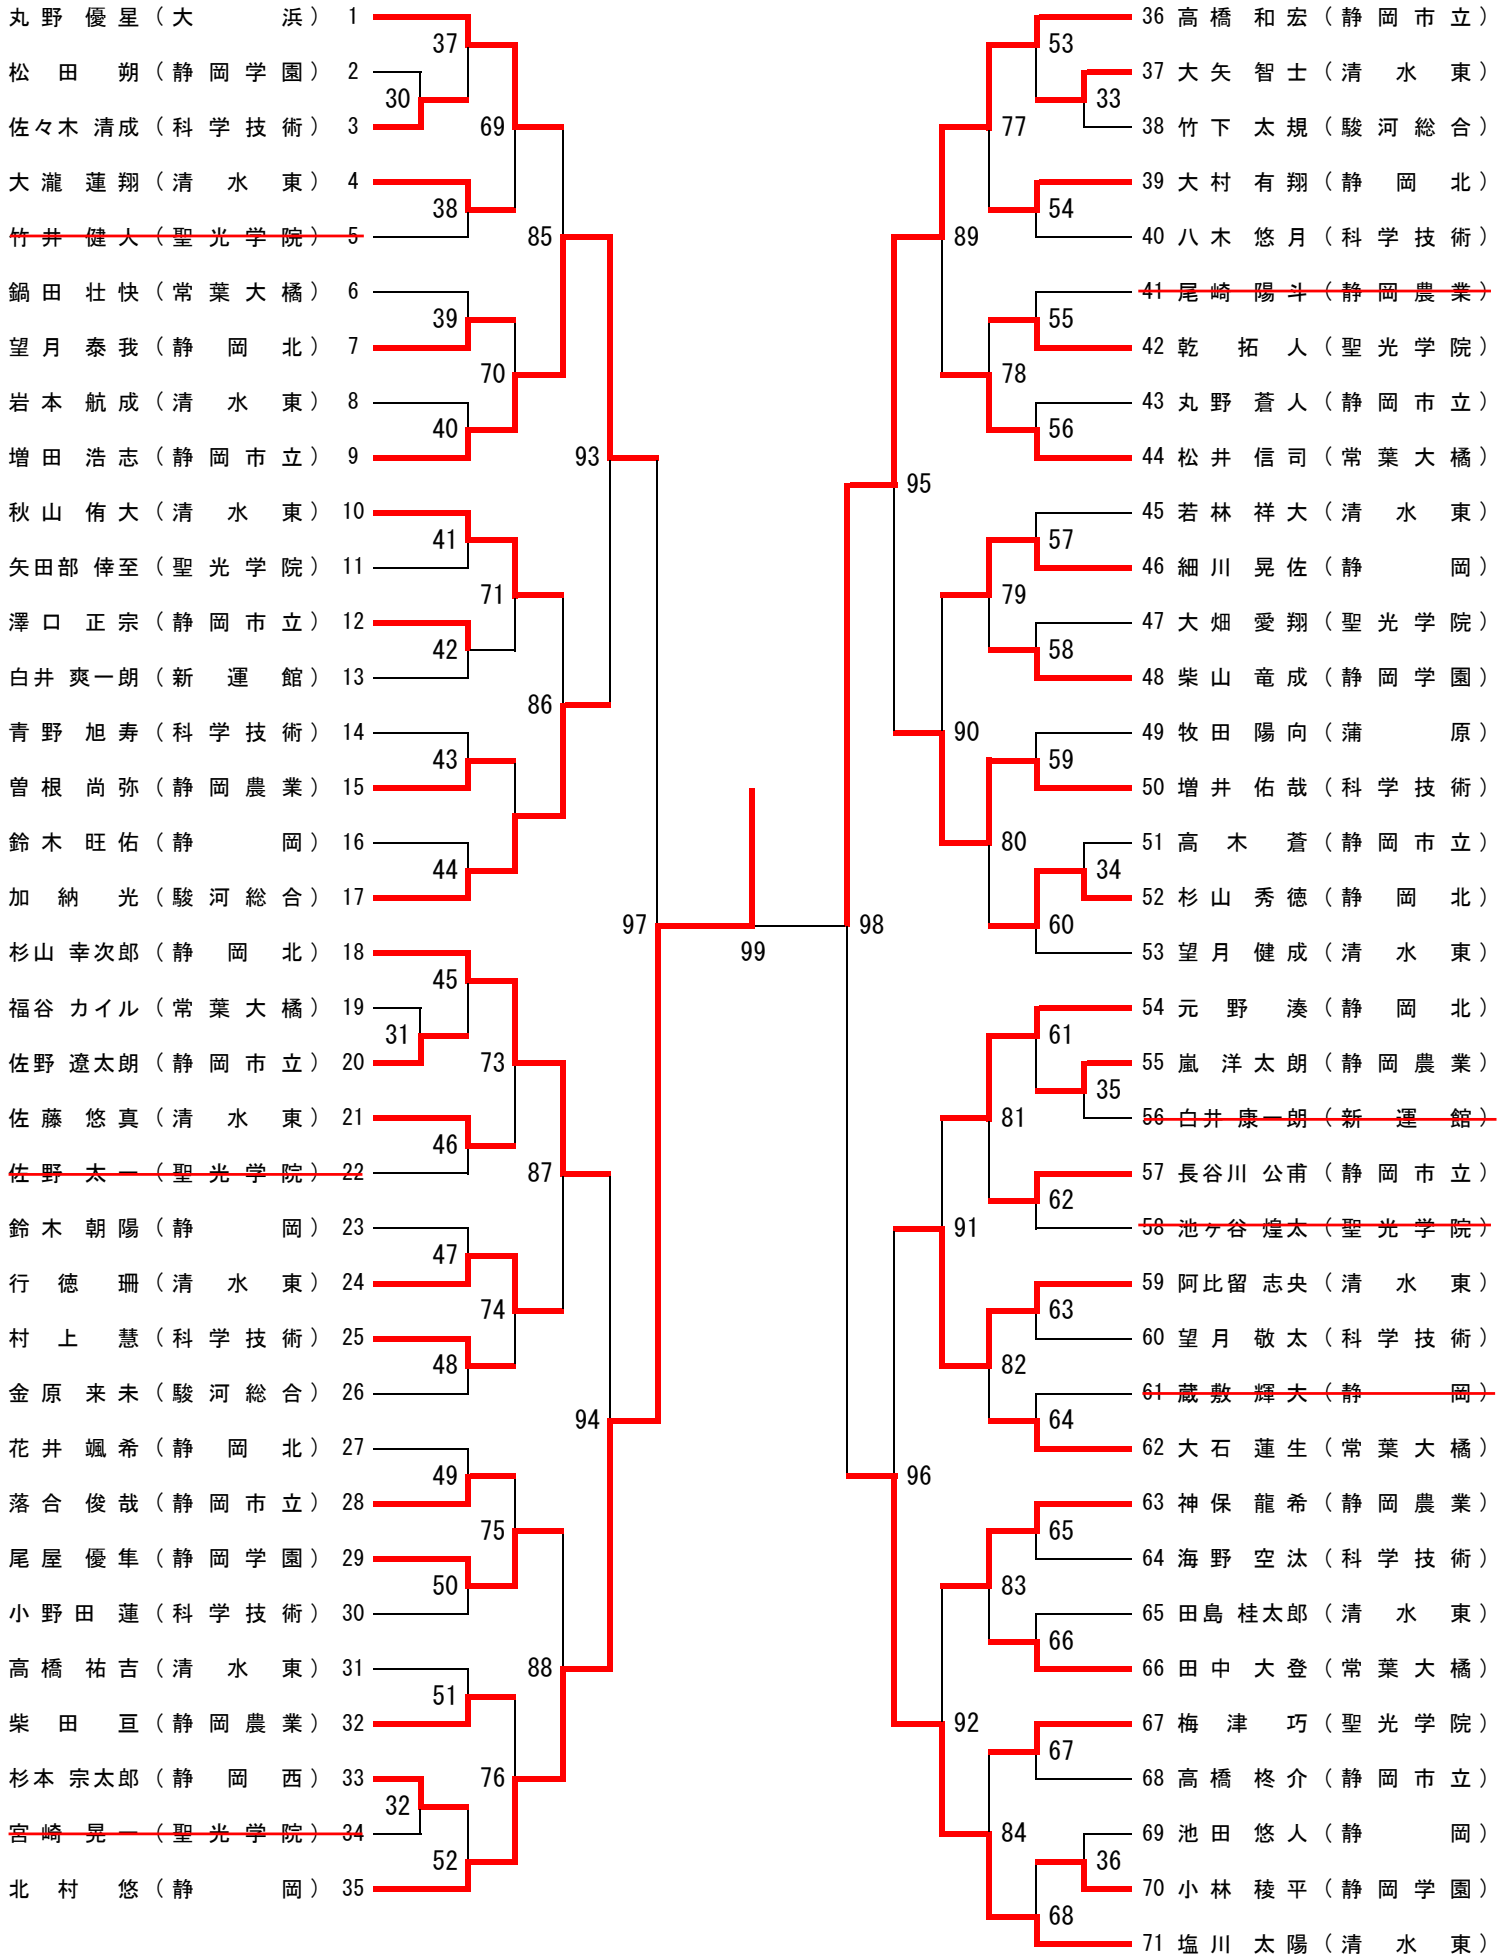 丸野 優星（大 浜）1
松田 朔（静岡学園）2
佐々木 清成（科学技術）3
大瀧 蓮翔（清水東）4
竹井 健人（聖光学院）5
鍋田 壮快（常葉大橘）6
望月 泰我（静岡北）7
岩本 航成（清水東）8
増田 浩志（静岡市立）9
秋山 侑大（清水東）10
矢田部 倖至（聖光学院）11
澤口 正宗（静岡市立）12
白井 爽一朗（新運館）13
青野 旭寿（科学技術）14
曽根 尚弥（静岡農業）15
鈴木 旺佑（静 岡）16
加納 光（駿河総合）17
杉山 幸次郎（静岡北）18
福谷 カイル（常葉大橘）19
佐野 遼太朗（静岡市立）20
佐藤 悠真（清水東）21
佐野 太一（聖光学院）22
鈴木 朝陽（静 岡）23
行徳 珊（清水東）24
村上 慧（科学技術）25
金原 来未（駿河総合）26
花井 颯希（静岡北）27
落合 俊哉（静岡市立）28
尾屋 優隼（静岡学園）29
小野田 蓮（科学技術）30
高橋 祐吉（清水東）31
柴田 亘（静岡農業）32
杉本 宗太郎（静岡西）33
宮崎 晃一（聖光学院）34
北村 悠（静 岡）35
37
30
69
38
85
39
70
40
93
41
71
42
86
43
44
97
45
31
73
46
87
47
74
48
94
49
75
50
88
51
76
32
52
99
98
53
33
77
54
89
55
78
56
95
57
79
58
90
59
80
34
60
61
35
81
62
91
63
82
64
96
65
83
66
92
67
84
36
68
36 高橋 和宏（静岡市立）
37 大矢 智士（清水東）
38 竹下 太規（駿河総合）
39 大村 有翔（静岡北）
40 八木 悠月（科学技術）
41 尾崎 陽斗（静岡農業）
42 乾 拓人（聖光学院）
43 丸野 蒼人（静岡市立）
44 松井 信司（常葉大橘）
45 若林 祥大（清水東）
46 細川 晃佐（静 岡）
47 大畑 愛翔（聖光学院）
48 柴山 竜成（静岡学園）
49 牧田 陽向（蒲 原）
50 増井 佑哉（科学技術）
51 高木 蒼（静岡市立）
52 杉山 秀徳（静岡北）
53 望月 健成（清水東）
54 元野 湊（静岡北）
55 嵐 洋太朗（静岡農業）
56 白井 康一朗（新運館）
57 長谷川 公甫（静岡市立）
58 池ヶ谷 煌太（聖光学院）
59 阿比留 志央（清水東）
60 望月 敬太（科学技術）
61 蔵敷 輝大（静 岡）
62 大石 蓮生（常葉大橘）
63 神保 龍希（静岡農業）
64 海野 空汰（科学技術）
65 田島 桂太郎（清水東）
66 田中 大登（常葉大橘）
67 梅津 巧（聖光学院）
68 高橋 柊介（静岡市立）
69 池田 悠人（静 岡）
70 小林 稜平（静岡学園）
71 塩川 太陽（清水東）